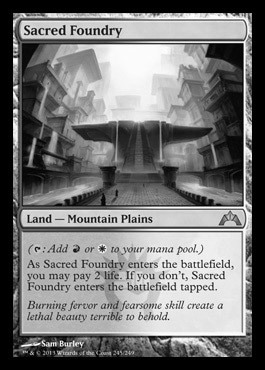 Sacred Foundry
Land — Mountain Plains
(: Add or to your mana pool.)
As Sacred Foundry enters the battlefield,
you may pay 2 life. If you don't, Sacred
Foundry enters the battlefield tapped.
Burning fervor and fearsome skill create a
lethal beauty terrible to behold.
Sam Burley
™ & © 2013 Wizards of the Coast 245/249